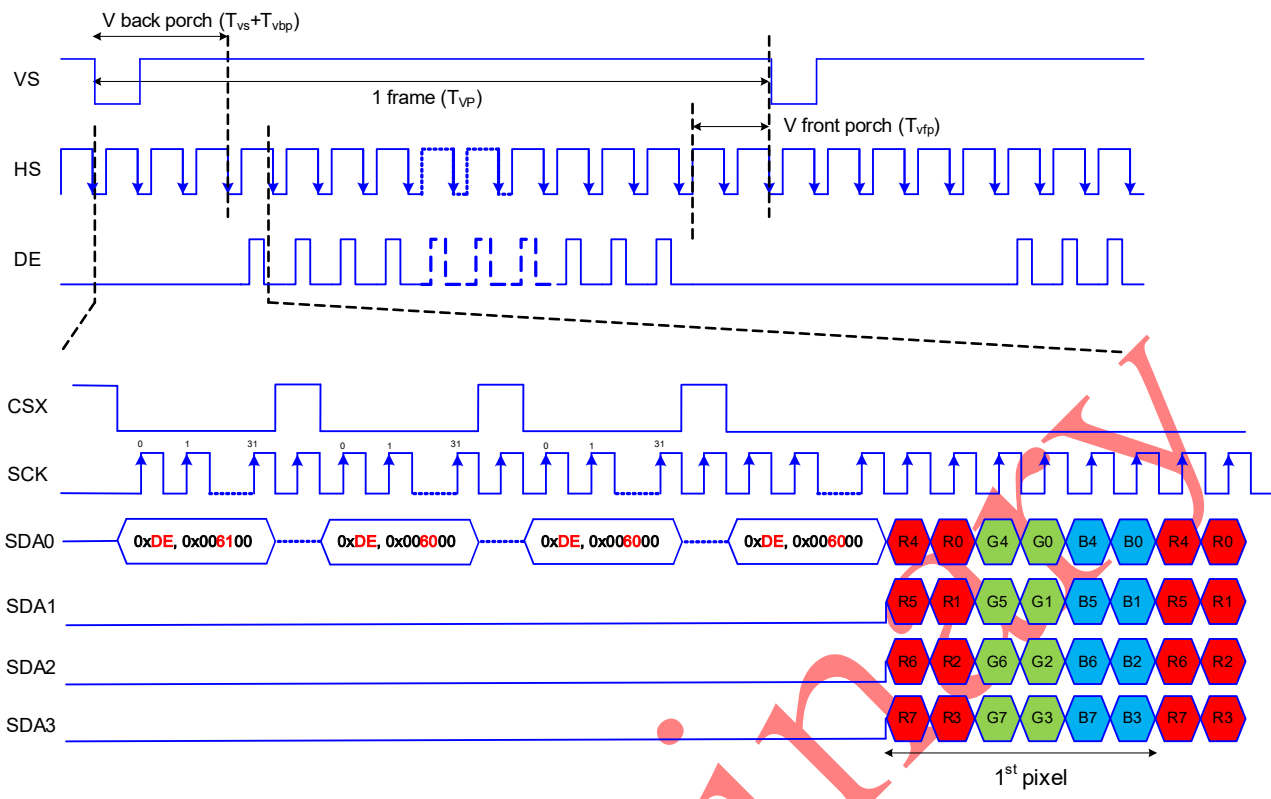 V back porch (Tvs+Tvbp)
VS
1 frame (TVP)
V front porch (Tvfp)
HS
DE
CSX
0 1 31 0 1 31 0 1 31
SCK
SDA0 0xDE, 0x006100 0xDE, 0x006000 0xDE, 0x006000 0xDE, 0x006000 R4 R0 G4 G0 B4 B0 R4 R0
SDA1 R5 R1 G5 G1 B5 B1 R5 R1
SDA2 R6 R2 G6 G2 B6 B2 R6 R2
SDA3 R7 R3 G7 G3 B7 B3 R7 R3
1st pixel